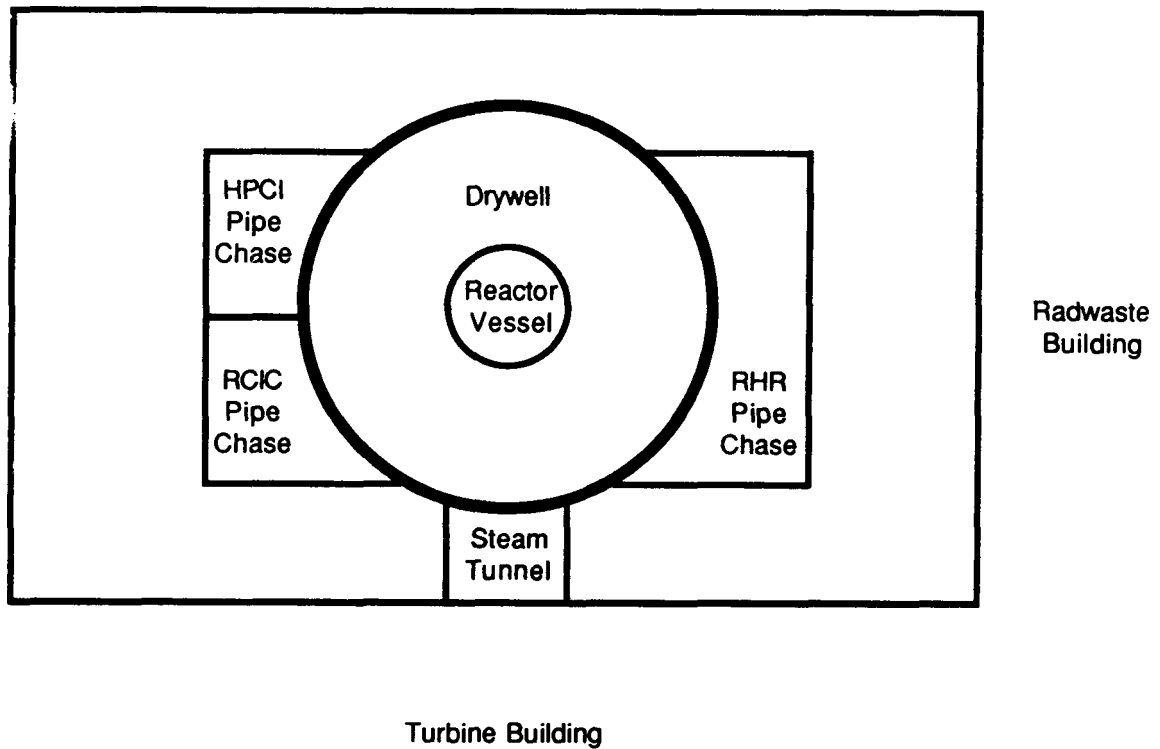 HPCI
Pipe
Chase
Drywell
Reactor
Vessel
Radwaste
Building
RCIC
Pipe
Chase
RHR
Pipe
Chase
Steam
Tunnel
Turbine Building